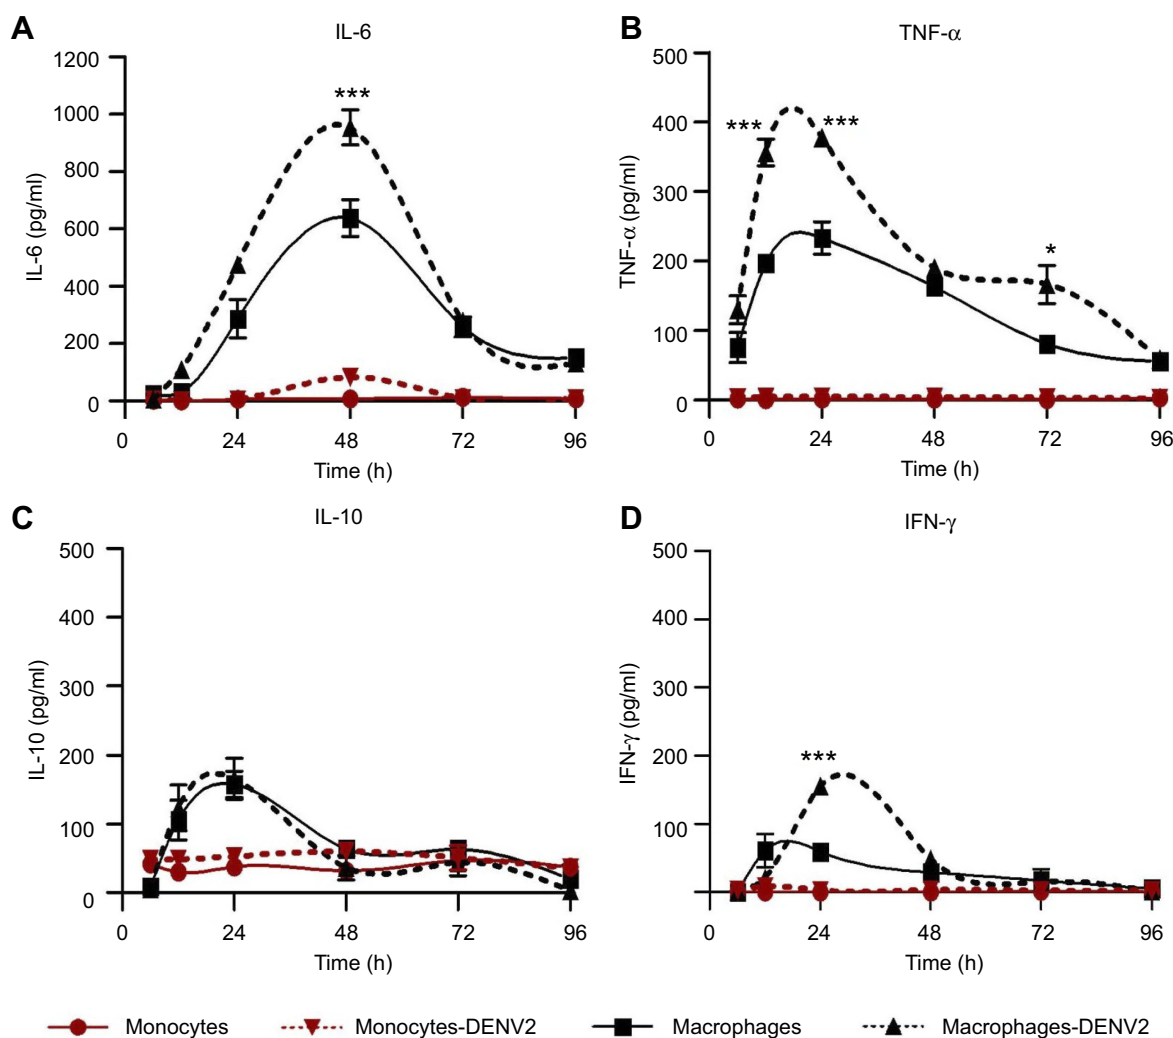 A
IL-6
1200
1000
800
600
400
200
0
IL-6 (pg/ml)
***
0 24 48 72 96
Time (h)
B
TNF-α
500
400
300
200
100
0
TNF-α (pg/ml)
*** ***
*
0 24 48 72 96
Time (h)
C
IL-10
500
400
300
200
100
0
IL-10 (pg/ml)
0 24 48 72 96
Time (h)
D
IFN-γ
500
400
300
200
100
IFN-γ (pg/ml)
***
0 24 48 72 96
Time (h)
Monocytes Monocytes-DENV2 Macrophages Macrophages-DENV2